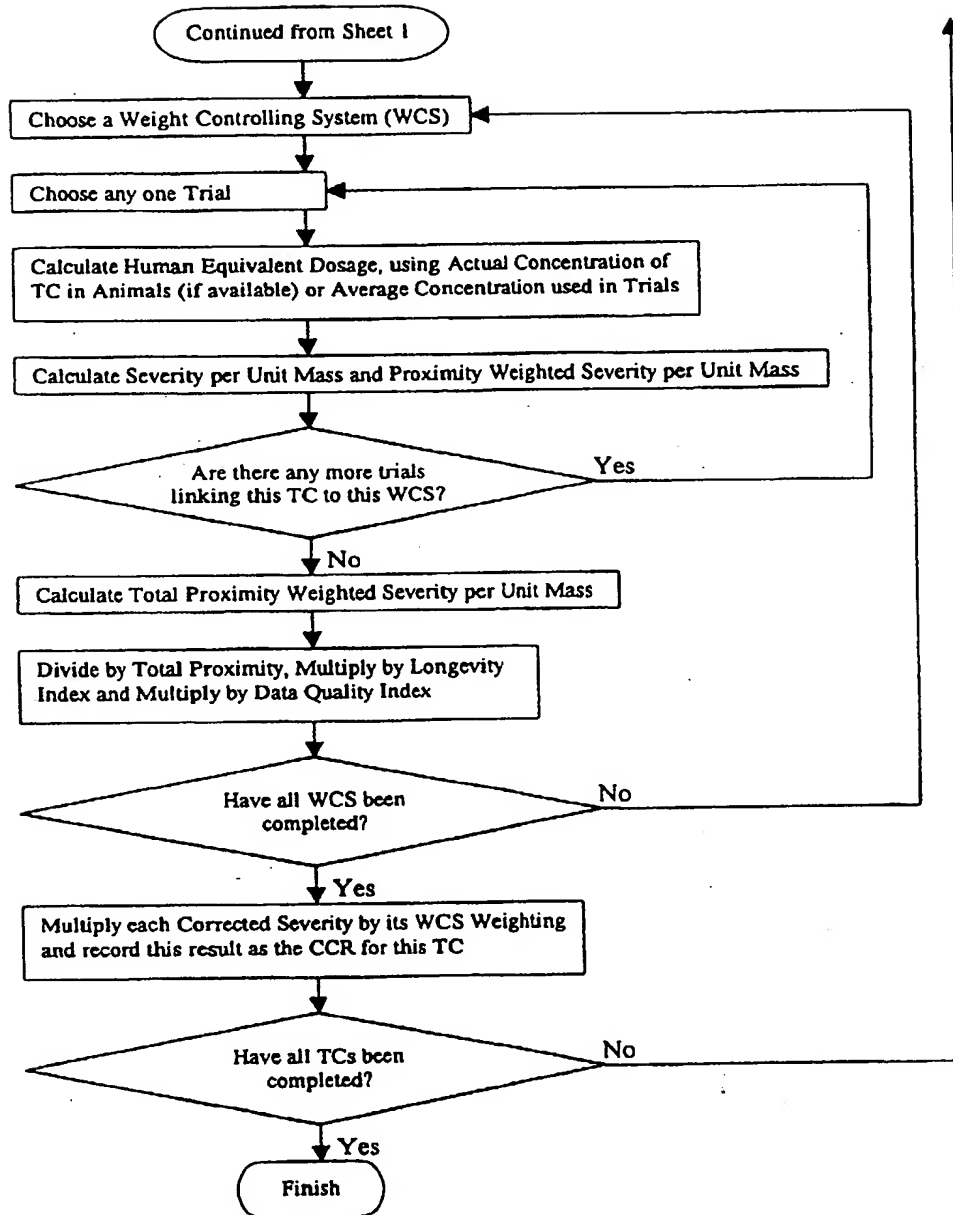 Continued from Sheet 1
Choose a Weight Controlling System (WCS)
Choose any one Trial
Calculate Human Equivalent Dosage, using Actual Concentration of
TC in Animals (if available) or Average Concentration used in Trials
Calculate Severity per Unit Mass and Proximity Weighted Severity per Unit Mass
Are there any more trials
linking this TC to this WCS?
Yes
No
Calculate Total Proximity Weighted Severity per Unit Mass
Divide by Total Proximity, Multiply by Longevity
Index and Multiply by Data Quality Index
Have all WCS been
completed?
No
Yes
Multiply each Corrected Severity by its WCS Weighting
and record this result as the CCR for this TC
Have all TCs been
completed?
No
Yes
Finish